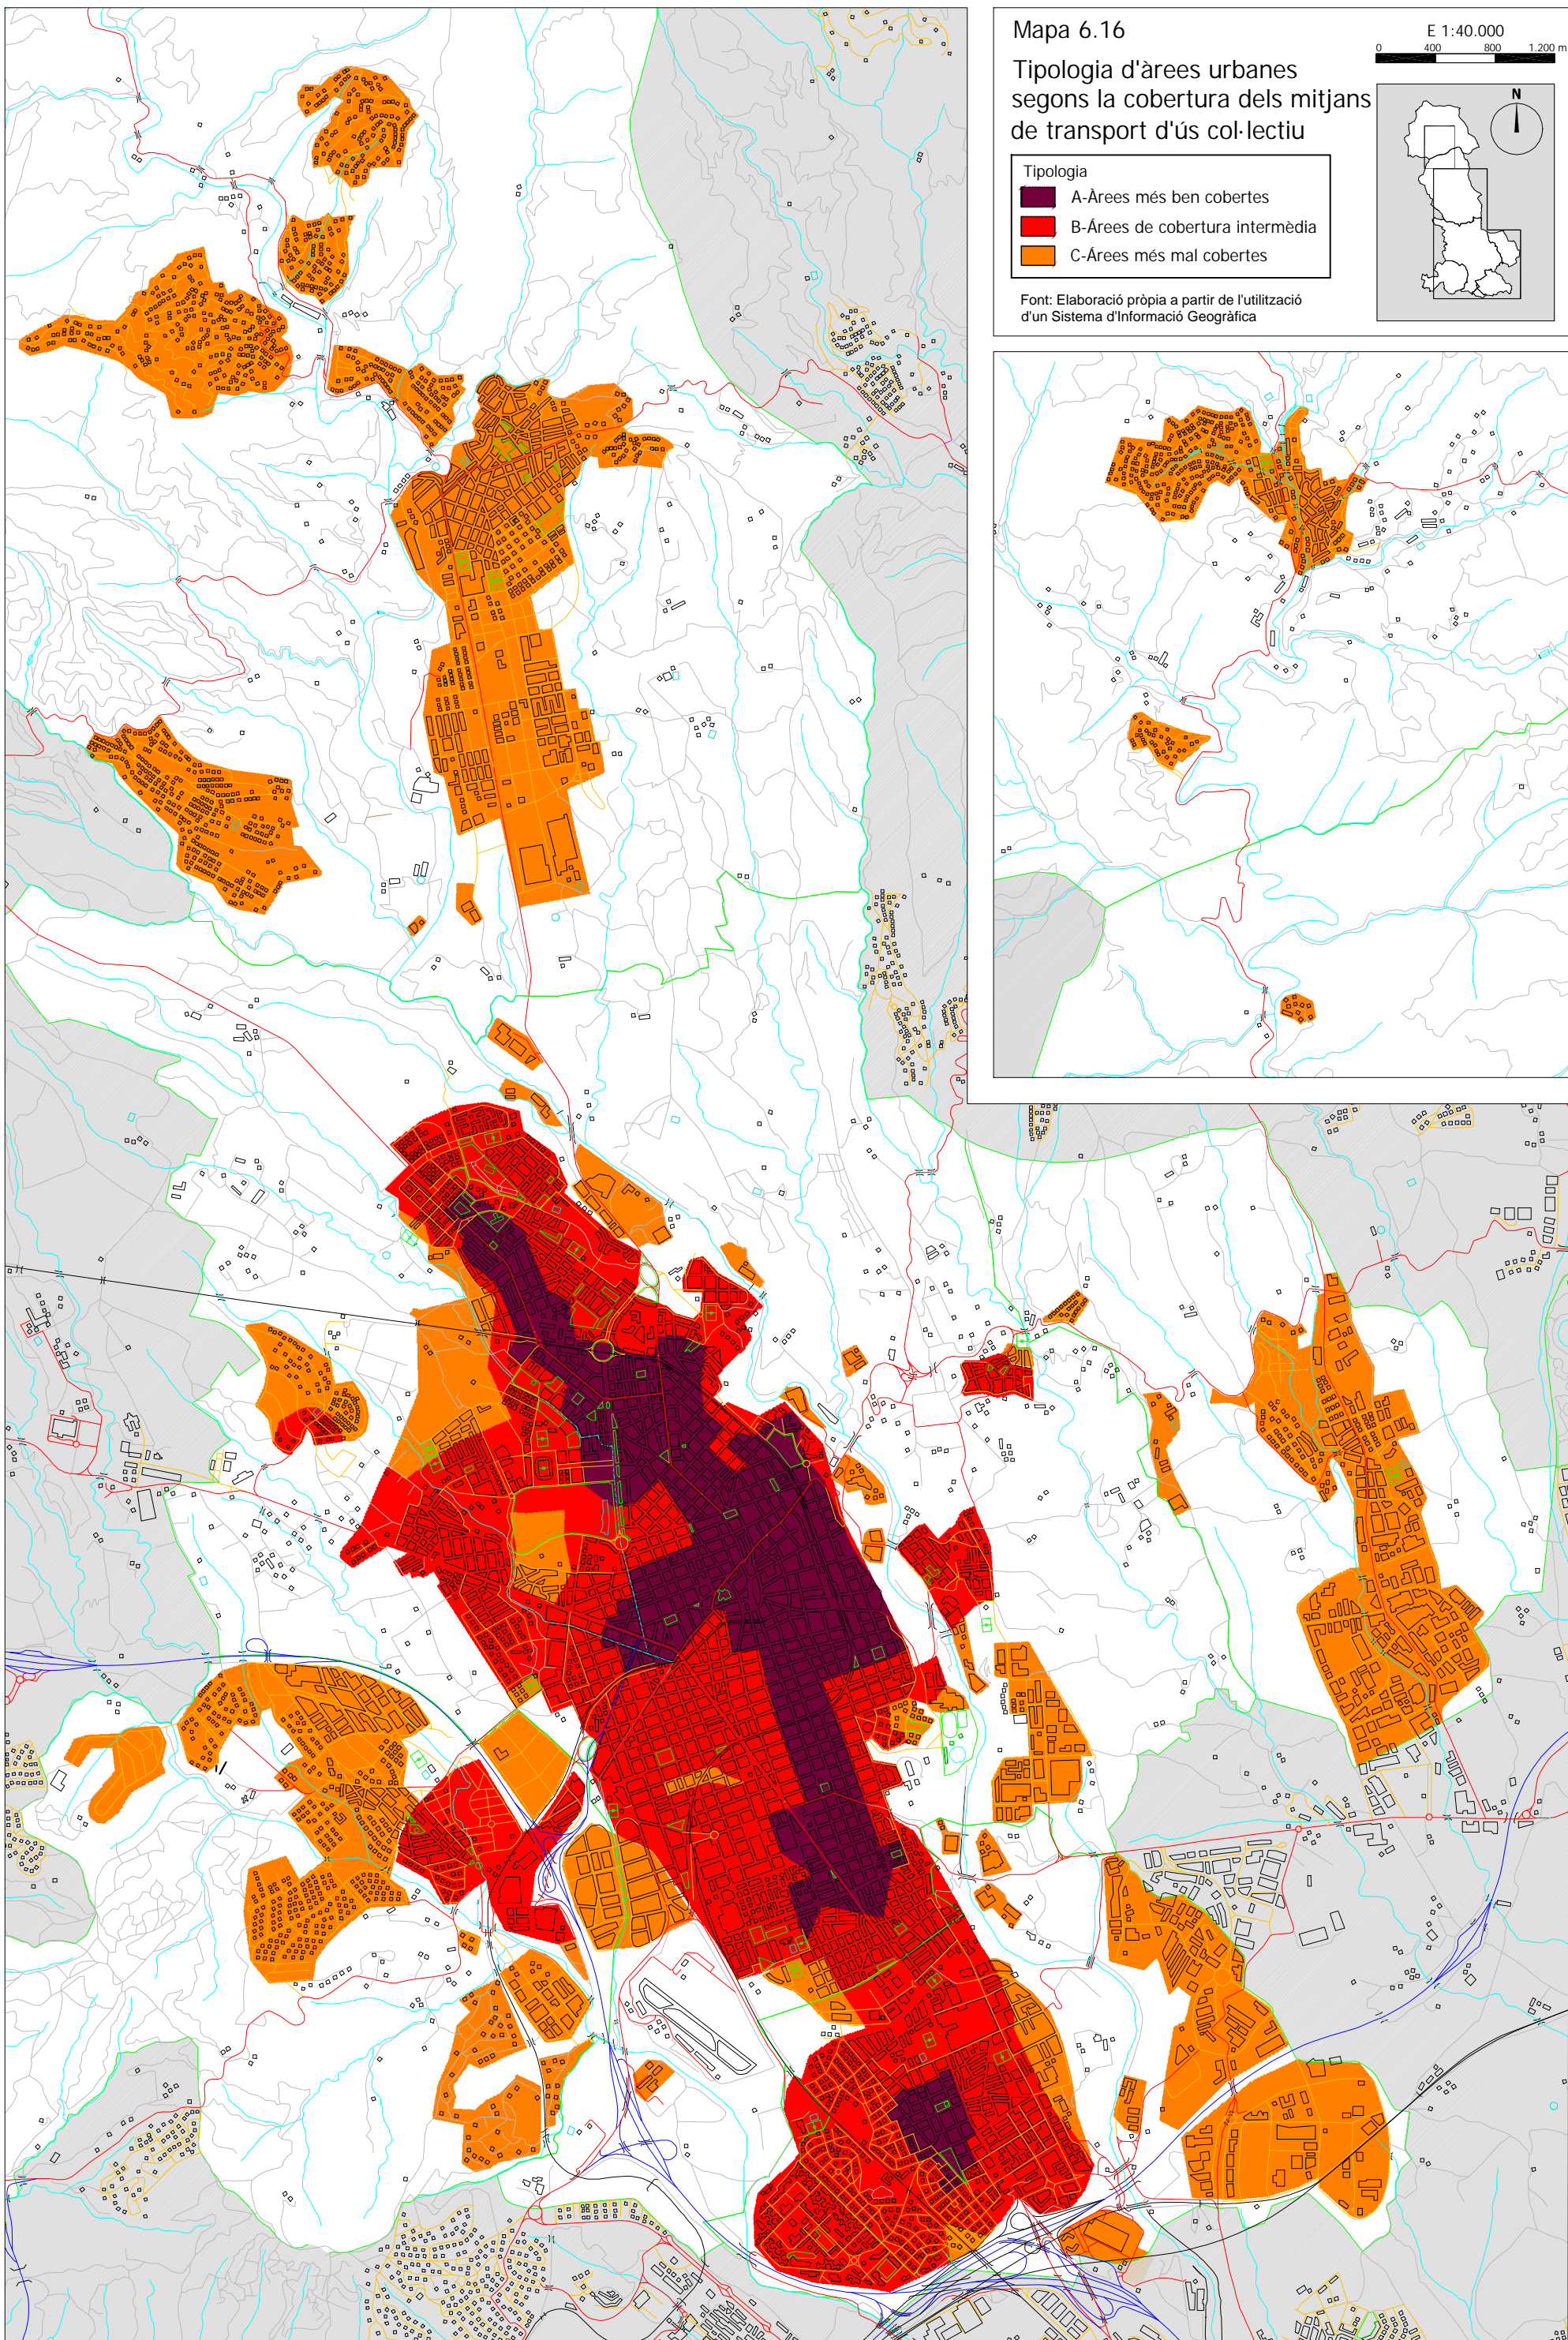 Mapa 6.16
E 1:40.000
0 400 800 1.200 m
Tipologia d'àrees urbanes
segons la cobertura dels mitjans
de transport d'ús col·lectiu
N
Tipologia
A-Àrees més ben cobertes
B-Árees de cobertura intermèdia
C-Árees més mal cobertes
Font: Elaboració pròpia a partir de l'utilització
d'un Sistema d'Informació Geogràfica